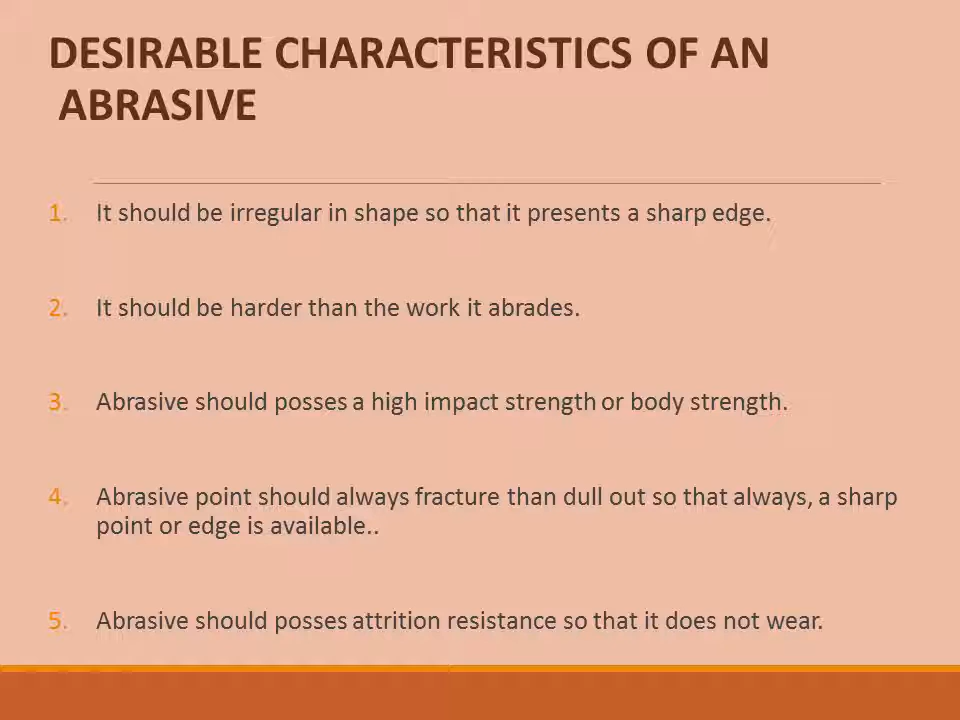 DESIRABLE CHARACTERISTICS OF AN
ABRASIVE
1. It should be irregular in shape so that it presents a sharp edge.
2. It should be harder than the work it abrades.
3. Abrasive should posses a high impact strength or body strength.
4. Abrasive point should always fracture than dull out so that always, a sharp
point or edge is available..
5. Abrasive should posses attrition resistance so that it does not wear.